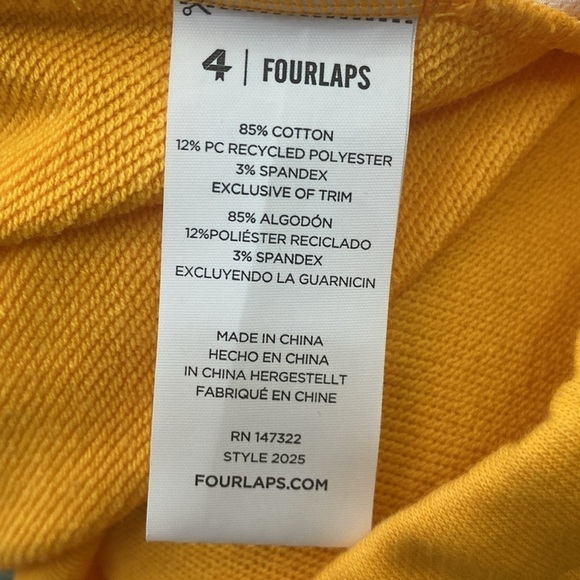 4 | FOURLAPS
85% COTTON
12% PC RECYCLED POLYESTER
3% SPANDEX
EXCLUSIVE OF TRIM
85% ALGODÓN
12%POLIÉSTER RECICLADO
3% SPANDEX
EXCLUYENDO LA GUARNICIN
MADE IN CHINA
HECHO EN CHINA
IN CHINA HERGESTELLT
FABRIQUÉ EN CHINE
RN 147322
STYLE 2025
FOURLAPS.COM